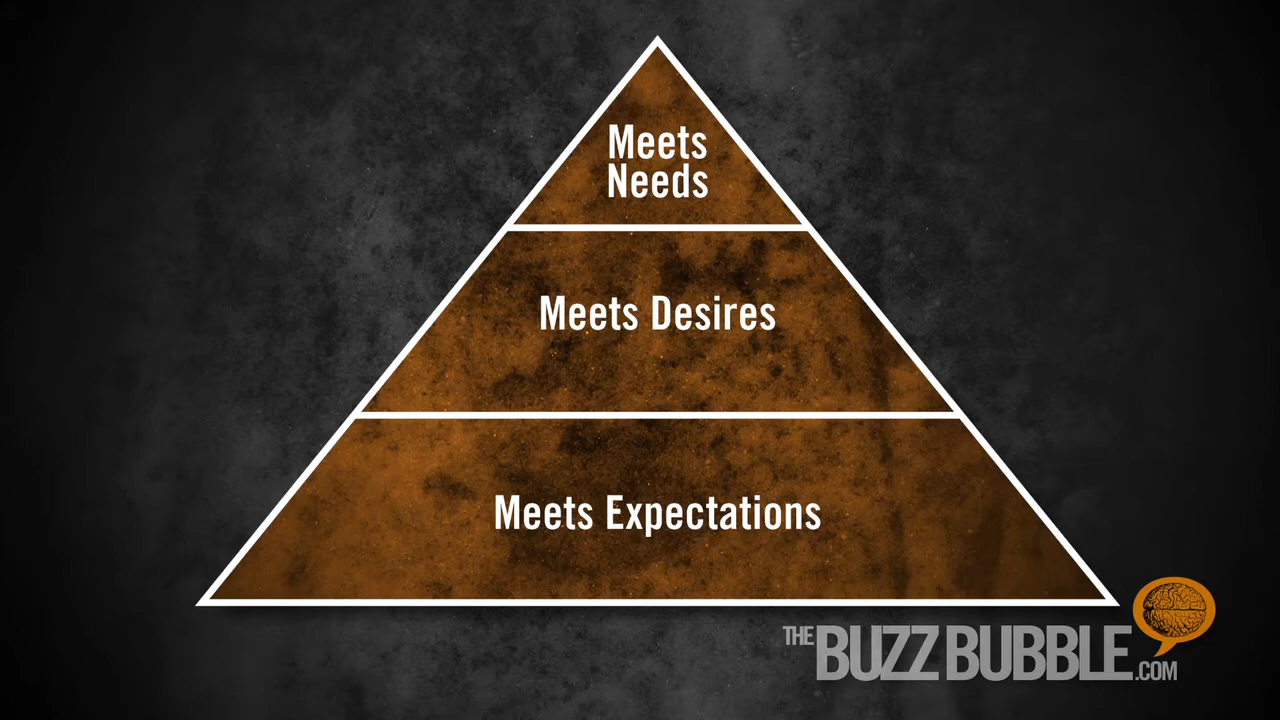 Meets
Needs
Meets Desires
Meets Expectations
THE BUZZ BUBBLE.COM